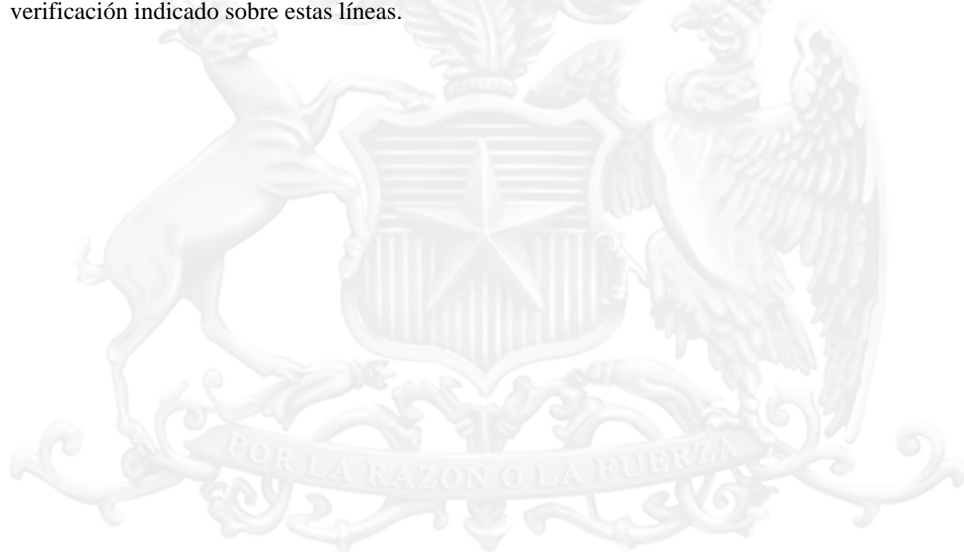 verificación indicado sobre estas líneas.
POR LA RAZON O LA FUERZA